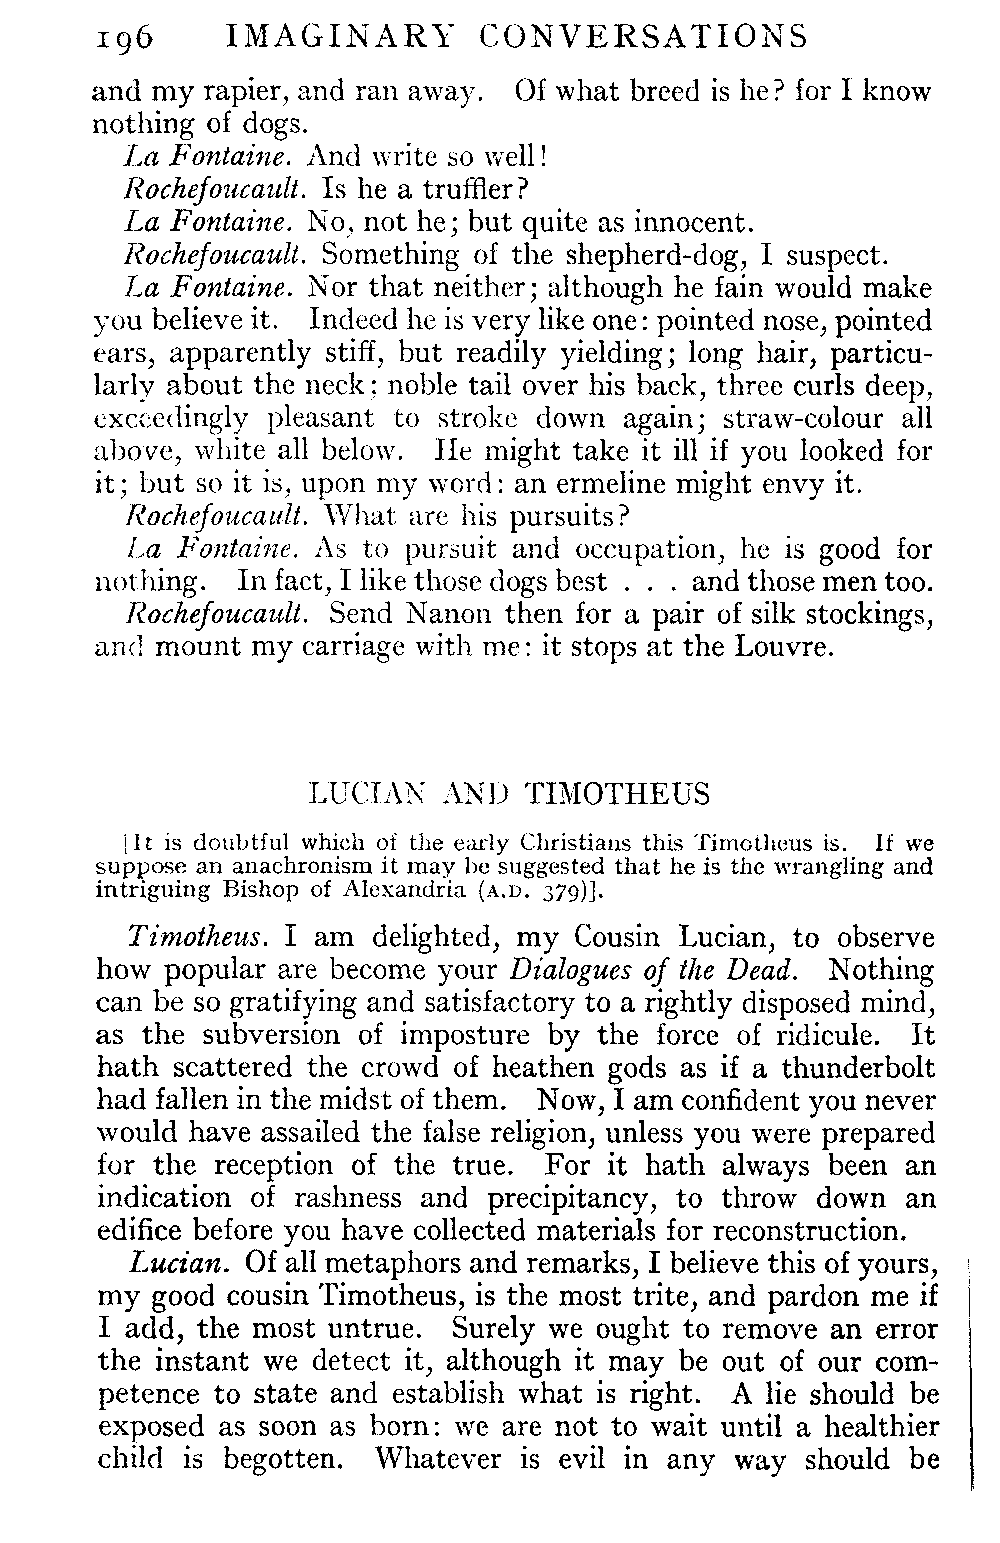 196 IMAGINARY CONVERSATIONS
and my rapier, and ran away. Of what breed is he? for I know
nothing of dogs.
La Fontaine. And write so well!
Rochefoucault. Is he a truffler?
La Fontaine. No, not he; but quite as innocent.
Rochefoucault. Something of the shepherd-dog, I suspect.
La Fontaine. Nor that neither; although he fain would make
you believe it. Indeed he is very like one: pointed nose, pointed
ears, apparently stiff, but readily yielding; long hair, particu-
larly about the neck; noble tail over his back, three curls deep,
exceedingly pleasant to stroke down again; straw-colour all
above, white all below. He might take it ill if you looked for
it; but so it is, upon my word: an ermeline might envy it.
Rochefoucault. What are his pursuits?
La Fontaine. As to pursuit and occupation, he is good for
nothing. In fact, I like those dogs best . . . and those men too.
Rochefoucault. Send Nanon then for a pair of silk stockings,
and mount my carriage with me: it stops at the Louvre.
LUCIAN AND TIMOTHEUS
[It is doubtful which of the early Christians this Timotheus is. If we
suppose an anachronism it may be suggested that he is the wrangling and
intriguing Bishop of Alexandria (A.D. 379)].
Timotheus. I am delighted, my Cousin Lucian, to observe
how popular are become your Dialogues of the Dead. Nothing
can be so gratifying and satisfactory to a rightly disposed mind,
as the subversion of imposture by the force of ridicule. It
hath scattered the crowd of heathen gods as if a thunderbolt
had fallen in the midst of them. Now, I am confident you never
would have assailed the false religion, unless you were prepared
for the reception of the true. For it hath always been an
indication of rashness and precipitancy, to throw down an
edifice before you have collected materials for reconstruction.
Lucian. Of all metaphors and remarks, I believe this of yours,
my good cousin Timotheus, is the most trite, and pardon me if
I add, the most untrue. Surely we ought to remove an error
the instant we detect it, although it may be out of our com-
petence to state and establish what is right. A lie should be
exposed as soon as born: we are not to wait until a healthier
child is begotten. Whatever is evil in any way should be